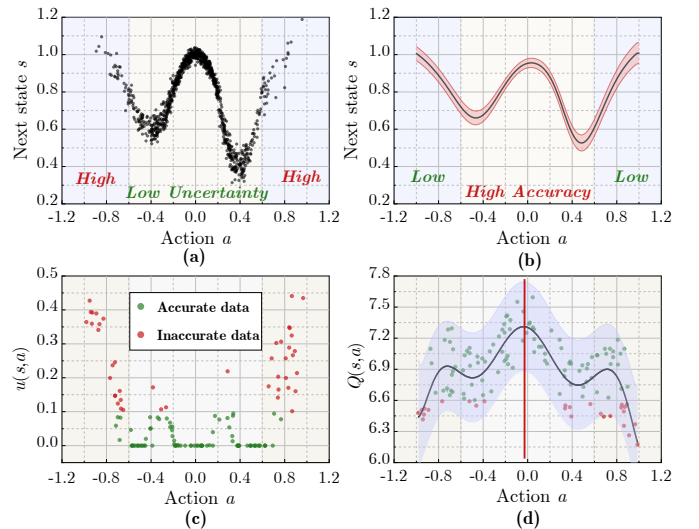 1.2
1.0
0.8
0.6
0.4
0.2
Next state s
High
Low Uncertainty
High
-1.2 -0.8 -0.4 0.0 0.4 0.8 1.2
Action a
(a)
1.2
1.0
0.8
0.6
0.4
0.2
Next state s
Low
High Accuracy
Low
-1.2 -0.8 -0.4 0.0 0.4 0.8 1.2
Action a
(b)
0.5
0.4
0.3
0.2
0.1
0.0
u(s,a)
Accurate data
Inaccurate data
-1.2 -0.8 -0.4 0.0 0.4 0.8 1.2
Action a
(c)
7.8
7.5
7.2
6.9
6.6
6.3
6.0
Q(s,a)
-1.2 -0.8 -0.4 0.0 0.4 0.8 1.2
Action a
(d)